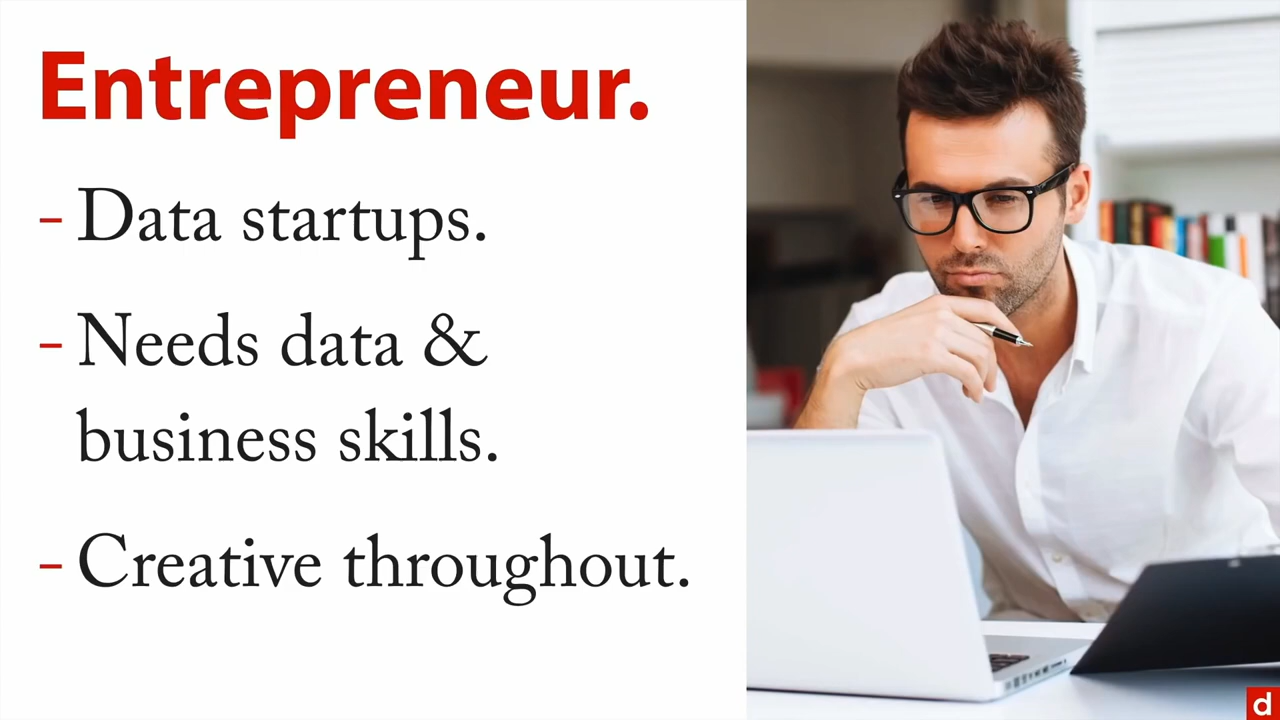 Entrepreneur.
- Data startups.
- Needs data &
business skills.
- Creative throughout.
d